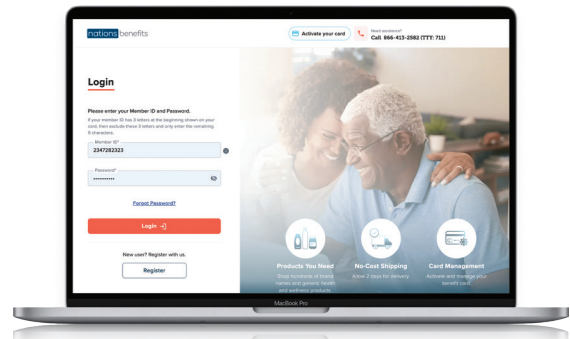 nations benefits
Activate your card
Need assistance?
Call 866-413-2582 (TTY: 711)
Login
Please enter your Member ID and Password.
If your member ID has 3 letters at the beginning shown on your
card, then exclude these 3 letters and only enter the remaining
8 characters.
Member ID*
2347282323
Password*
Forgot Password?
Login
New user? Register with us.
Register
Products You Need
Shop hundreds of brand
names and generic health
and wellness products
No-Cost Shipping
Allow 2 days for delivery.
Card Management
Activate and manage your
benefit card.
MacBook Pro